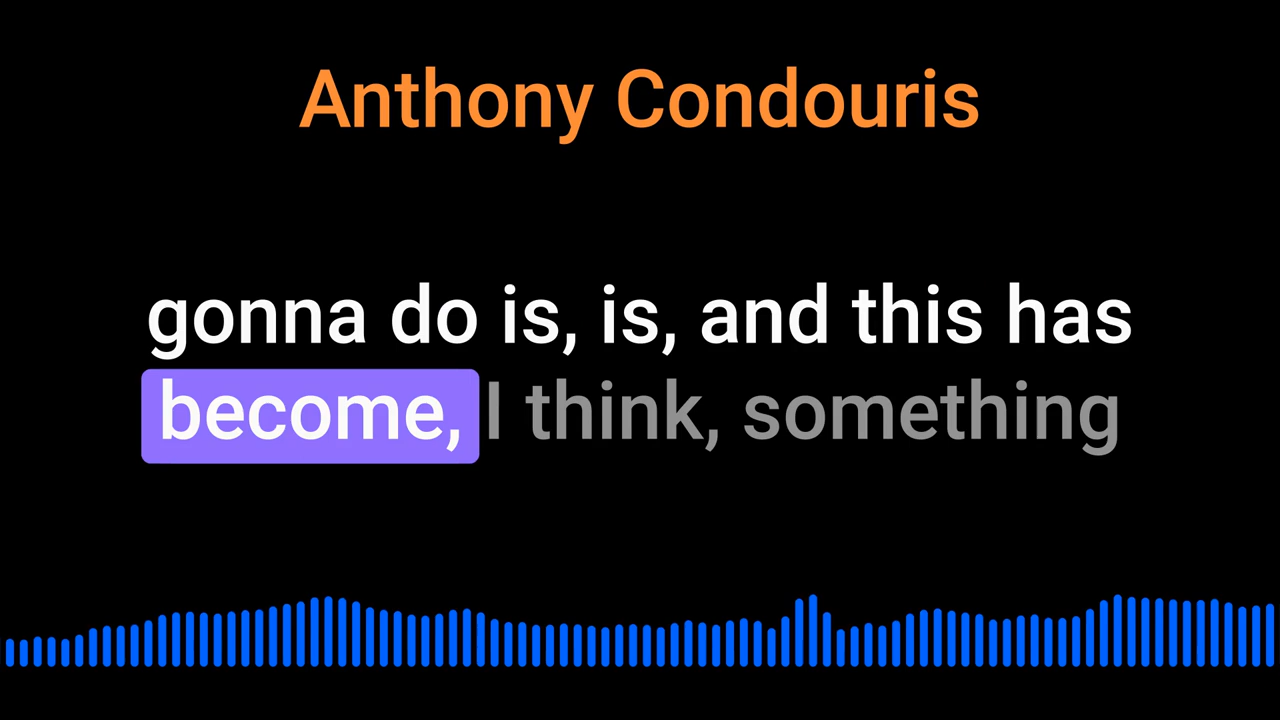 Anthony Condouris
gonna do is, is, and this has
become, I think, something